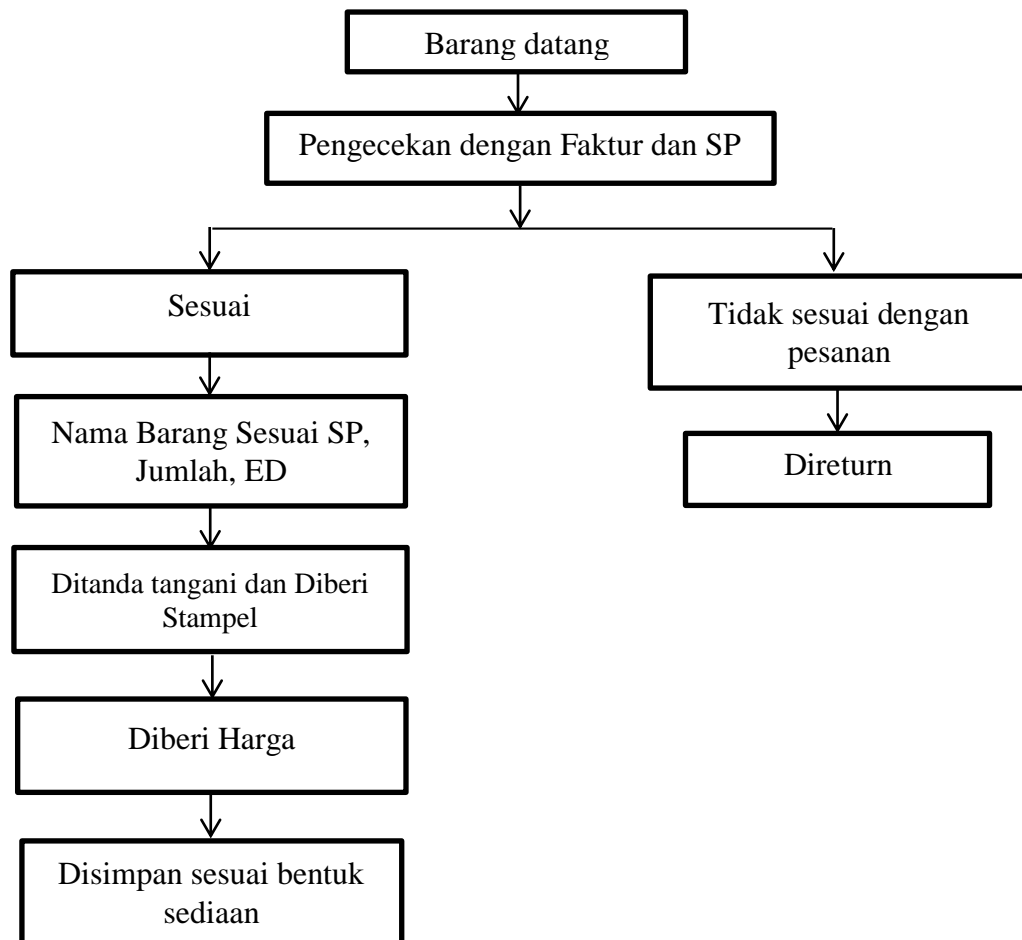 Barang datang
Pengecekan dengan Faktur dan SP
Sesuai
Tidak sesuai dengan
pesanan
Nama Barang Sesuai SP,
Jumlah, ED
Direturn
Ditanda tangani dan Diberi
Stampel
Diberi Harga
Disimpan sesuai bentuk
sediaan